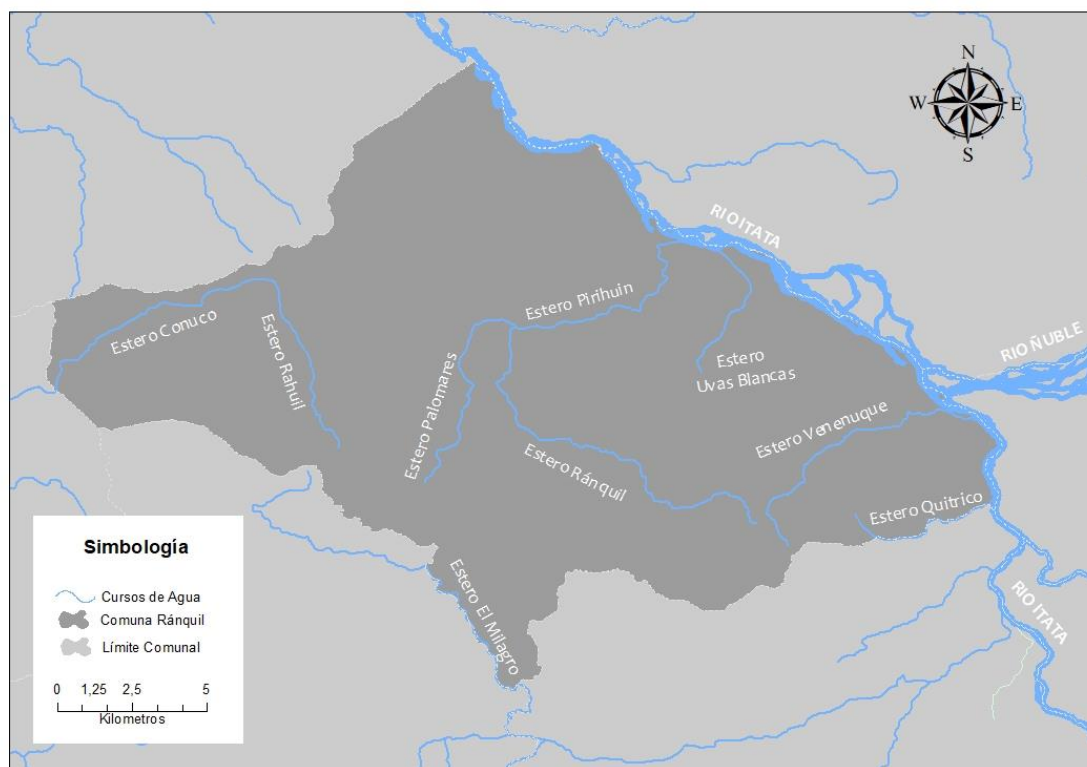 N
W
E
S
RIO ITATA
RIO ÑUBLE
Estero Pirihuin
Estero Conuco
Estero Rahuil
Estero Palomares
Estero
Uvas Blancas
Estero Venenuque
Estero Ránquil
Estero Quitrico
Estero El Milagro
RIO ITATA
Simbología
Cursos de Agua
Comuna Ránquil
Límite Comunal
0 1,25 2,5 5
Kilometros